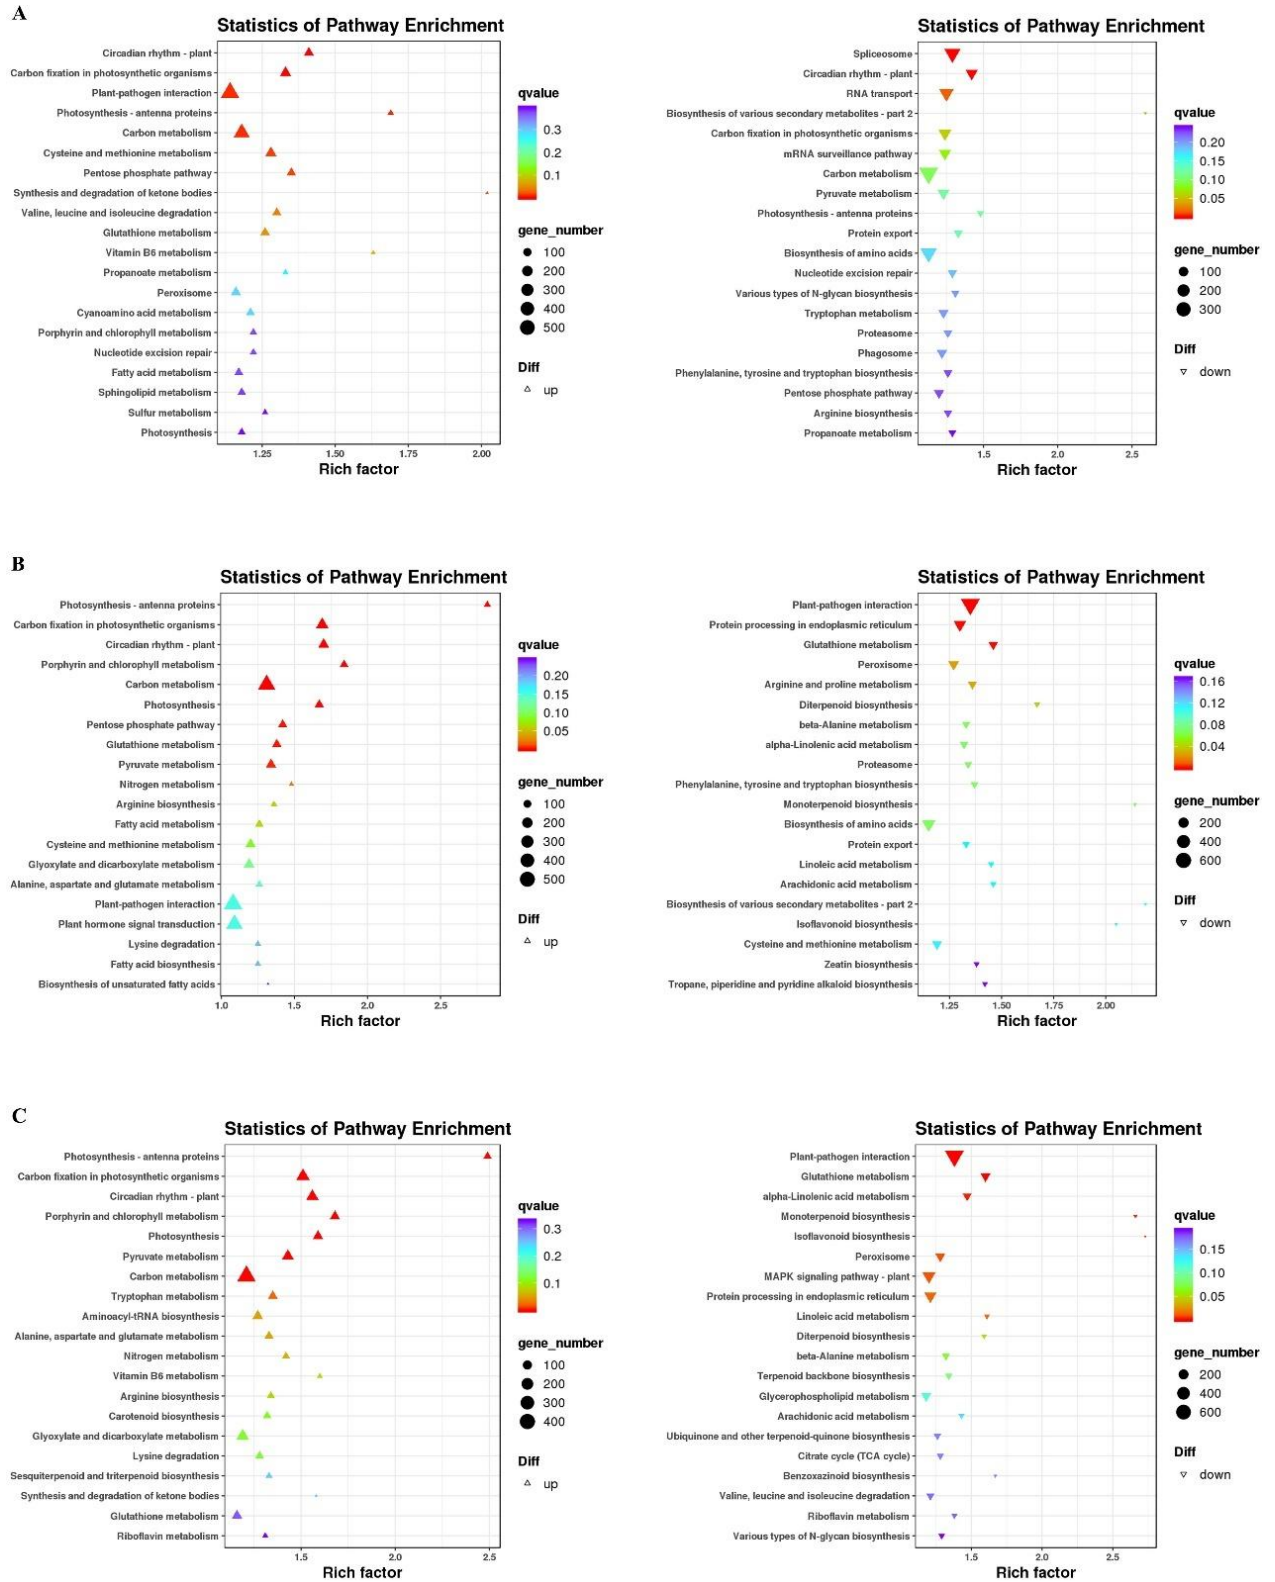 A
Statistics of Pathway Enrichment
Circadian rhythm - plant
Carbon fixation in photosynthetic organisms
Plant-pathogen interaction
Photosynthesis - antenna proteins
Carbon metabolism
Cysteine and methionine metabolism
Pentose phosphate pathway
Synthesis and degradation of ketone bodies
Valine, leucine and isoleucine degradation
Glutathione metabolism
Vitamin B6 metabolism
Propanoate metabolism
Peroxisome
Cyanoamino acid metabolism
Porphyrin and chlorophyll metabolism
Nucleotide excision repair
Fatty acid metabolism
Sphingolipid metabolism
Sulfur metabolism
Photosynthesis
1.25 1.50 1.75 2.00
Rich factor
qvalue
0.3
0.2
0.1
gene_number
100
200
300
400
500
Diff
up
Statistics of Pathway Enrichment
Spliceosome
Circadian rhythm - plant
RNA transport
Biosynthesis of various secondary metabolites - part 2
Carbon fixation in photosynthetic organisms
mRNA surveillance pathway
Carbon metabolism
Pyruvate metabolism
Photosynthesis - antenna proteins
Protein export
Biosynthesis of amino acids
Nucleotide excision repair
Various types of N-glycan biosynthesis
Tryptophan metabolism
Proteasome
Phagosome
Phenylalanine, tyrosine and tryptophan biosynthesis
Pentose phosphate pathway
Arginine biosynthesis
Propanoate metabolism
1.5 2.0 2.5
Rich factor
qvalue
0.20
0.15
0.10
0.05
gene_number
100
200
300
Diff
down
B
Statistics of Pathway Enrichment
Photosynthesis - antenna proteins
Carbon fixation in photosynthetic organisms
Circadian rhythm - plant
Porphyrin and chlorophyll metabolism
Carbon metabolism
Photosynthesis
Pentose phosphate pathway
Glutathione metabolism
Pyruvate metabolism
Nitrogen metabolism
Arginine biosynthesis
Fatty acid metabolism
Cysteine and methionine metabolism
Glyoxylate and dicarboxylate metabolism
Alanine, aspartate and glutamate metabolism
Plant-pathogen interaction
Plant hormone signal transduction
Lysine degradation
Fatty acid biosynthesis
Biosynthesis of unsaturated fatty acids
1.0 1.5 2.0 2.5
Rich factor
qvalue
0.20
0.15
0.10
0.05
gene_number
100
200
300
400
500
Diff
up
Statistics of Pathway Enrichment
Plant-pathogen interaction
Protein processing in endoplasmic reticulum
Glutathione metabolism
Peroxisome
Arginine and proline metabolism
Diterpenoid biosynthesis
beta-Alanine metabolism
alpha-Linolenic acid metabolism
Proteasome
Phenylalanine, tyrosine and tryptophan biosynthesis
Monoterpenoid biosynthesis
Biosynthesis of amino acids
Protein export
Linoleic acid metabolism
Arachidonic acid metabolism
Biosynthesis of various secondary metabolites - part 2
Isoflavonoid biosynthesis
Cysteine and methionine metabolism
Zeatin biosynthesis
Tropane, piperidine and pyridine alkaloid biosynthesis
1.25 1.50 1.75 2.00
Rich factor
qvalue
0.16
0.12
0.08
0.04
gene_number
200
400
600
Diff
down
C
Statistics of Pathway Enrichment
Photosynthesis - antenna proteins
Carbon fixation in photosynthetic organisms
Circadian rhythm - plant
Porphyrin and chlorophyll metabolism
Photosynthesis
Pyruvate metabolism
Carbon metabolism
Tryptophan metabolism
Aminoacyl-tRNA biosynthesis
Alanine, aspartate and glutamate metabolism
Nitrogen metabolism
Vitamin B6 metabolism
Arginine biosynthesis
Carotenoid biosynthesis
Glyoxylate and dicarboxylate metabolism
Lysine degradation
Sesquiterpenoid and triterpenoid biosynthesis
Synthesis and degradation of ketone bodies
Glutathione metabolism
Riboflavin metabolism
1.5 2.0 2.5
Rich factor
qvalue
0.3
0.2
0.1
gene_number
100
200
300
400
Diff
up
Statistics of Pathway Enrichment
Plant-pathogen interaction
Glutathione metabolism
alpha-Linolenic acid metabolism
Monoterpenoid biosynthesis
Isoflavonoid biosynthesis
Peroxisome
MAPK signaling pathway - plant
Protein processing in endoplasmic reticulum
Linoleic acid metabolism
Diterpenoid biosynthesis
beta-Alanine metabolism
Terpenoid backbone biosynthesis
Glycerophospholipid metabolism
Arachidonic acid metabolism
Ubiquinone and other terpenoid-quinone biosynthesis
Citrate cycle (TCA cycle)
Benzoxazinoid biosynthesis
Valine, leucine and isoleucine degradation
Riboflavin metabolism
Various types of N-glycan biosynthesis
1.5 2.0 2.5
Rich factor
qvalue
0.15
0.10
0.05
gene_number
200
400
600
Diff
down